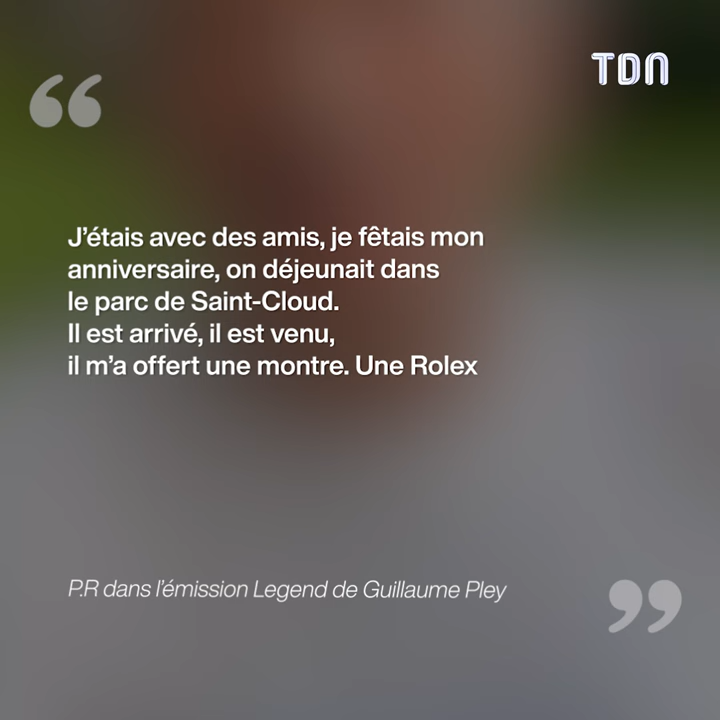 TDN
“
J’étais avec des amis, je fêtais mon
anniversaire, on déjeunait dans
le parc de Saint-Cloud.
Il est arrivé, il est venu,
il m’a offert une montre. Une Rolex
P.R dans l’émission Legend de Guillaume Pley
”